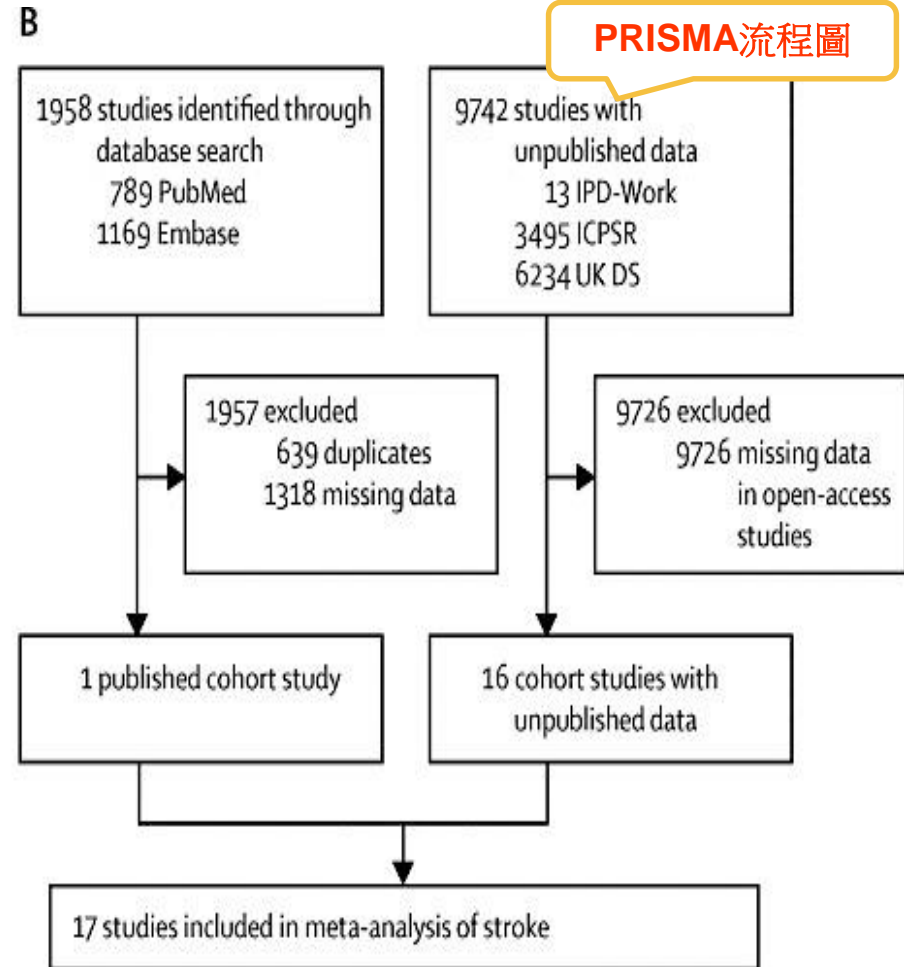 B
PRISMA流程圖
1958 studies identified through
database search
789 PubMed
1169 Embase
9742 studies with
unpublished data
13 IPD-Work
3495 ICPSR
6234 UK DS
1957 excluded
639 duplicates
1318 missing data
9726 excluded
9726 missing data
in open-access
studies
1 published cohort study
16 cohort studies with
unpublished data
17 studies included in meta-analysis of stroke